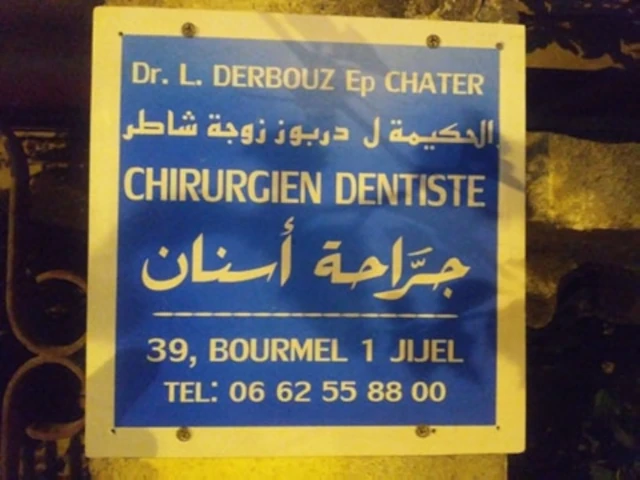 Dr. L. DERBOUZ Ep CHATER
الحكيمة ل دربوز زوجة شاطر
CHIRURGIEN DENTISTE
جرَّاحة أسنان
39, BOURMEL 1 JIJEL
TEL: 06 62 55 88 00